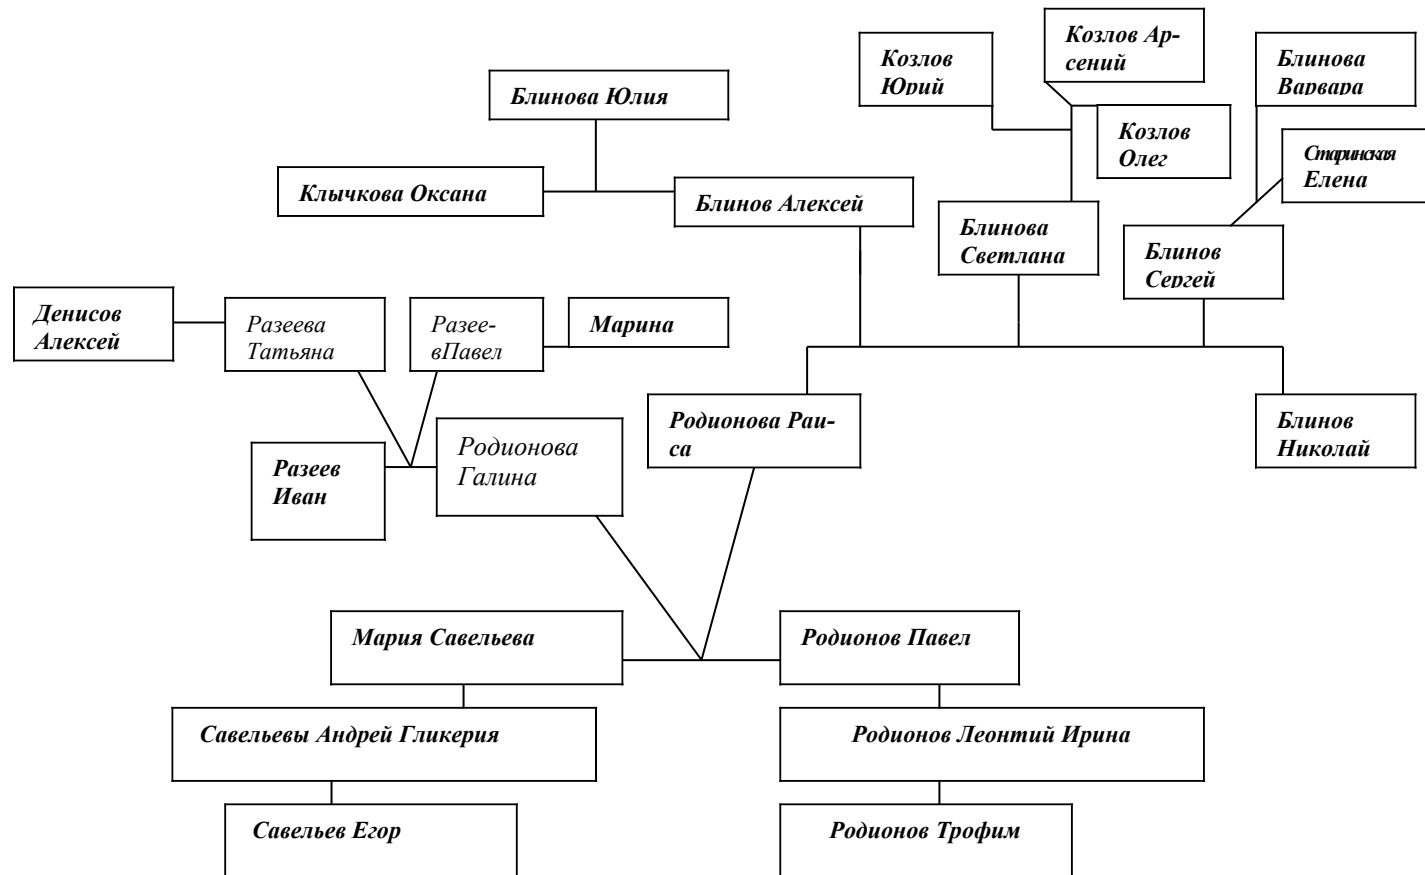 Козлов Ар-
сений
Козлов
Юрий
Блинова
Варвара
Блинова Юлия
Козлов
Олег
Старинская
Елена
Клычкова Оксана
Блинов Алексей
Блинова
Светлана
Блинов
Сергей
Денисов
Алексей
Разеева
Татьяна
Разее-
вПавел
Марина
Родионова Раи-
са
Блинов
Николай
Разеев
Иван
Родионова
Галина
Мария Савельева
Родионов Павел
Савельевы Андрей Гликерия
Родионов Леонтий Ирина
Савельев Егор
Родионов Трофим